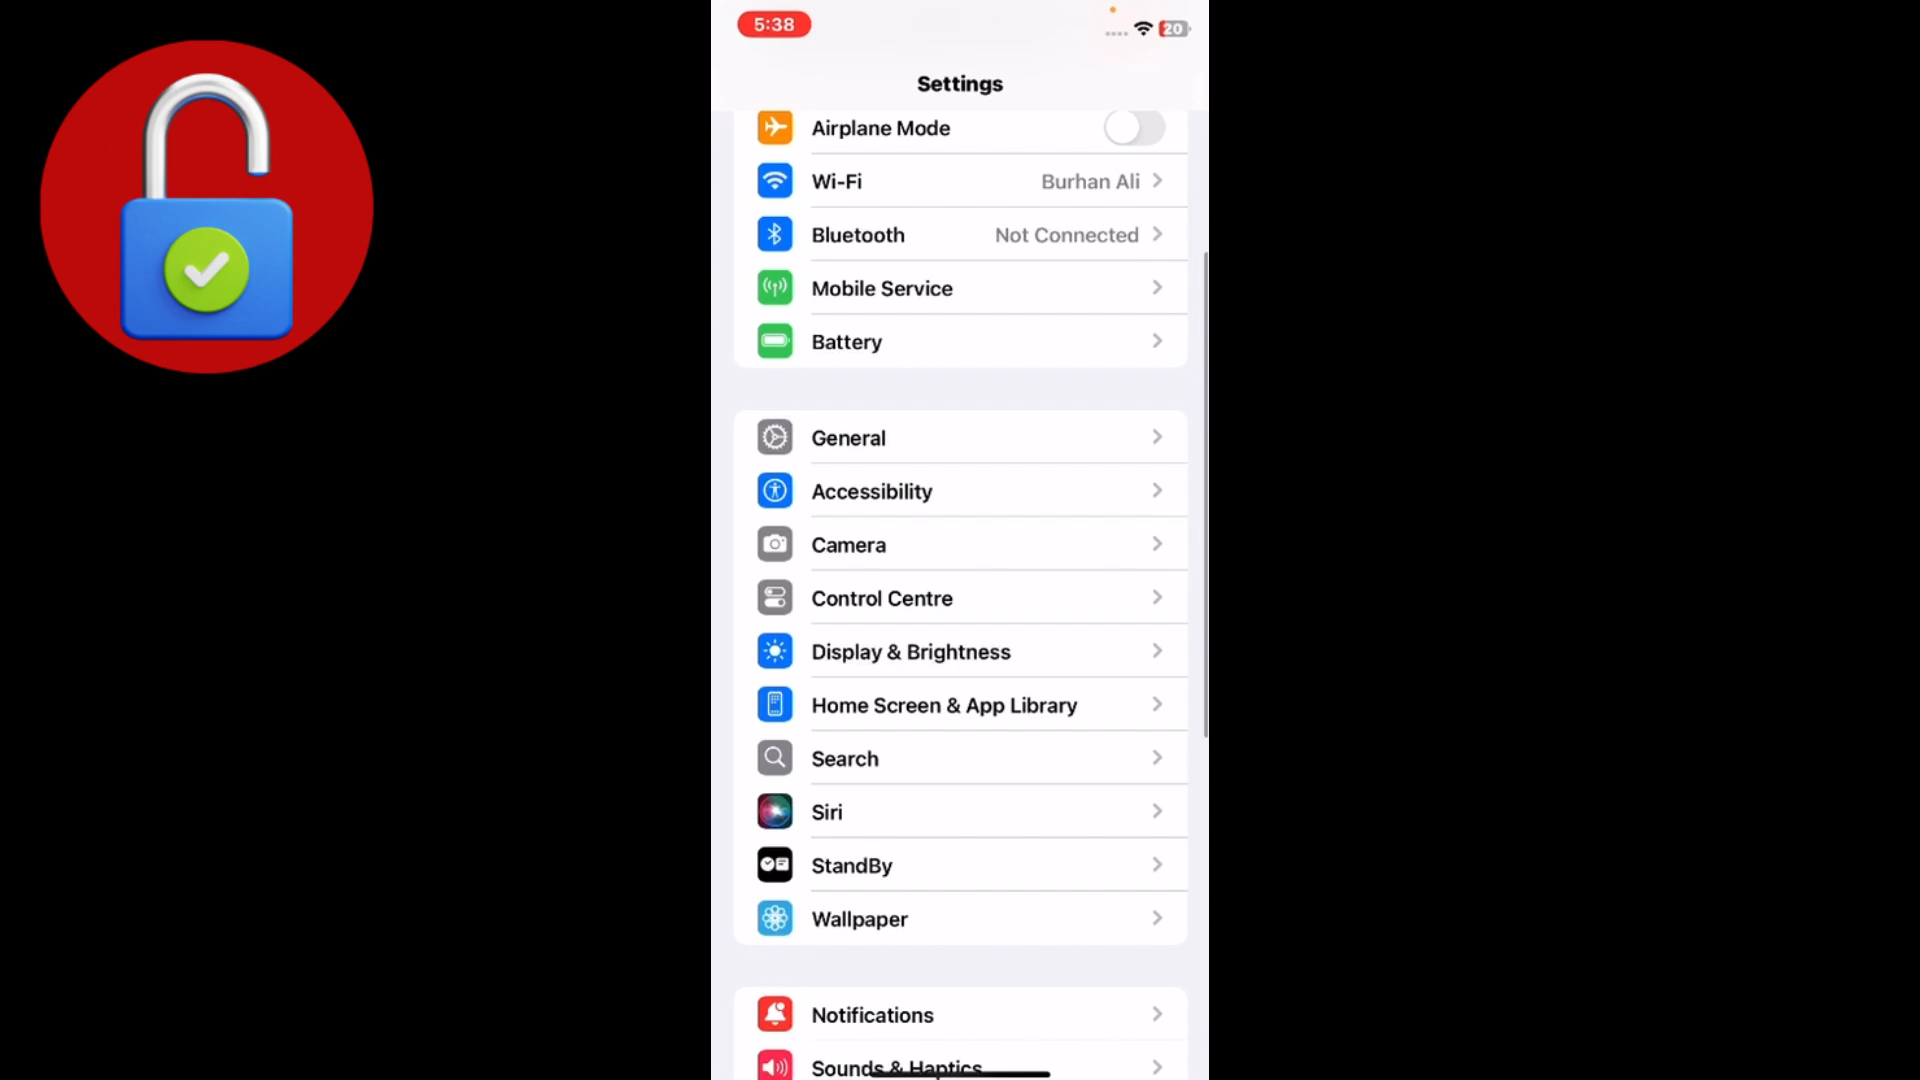 5:38
20
Settings
Airplane Mode
Wi-Fi Burhan Ali
Bluetooth Not Connected
Mobile Service
Battery
General
Accessibility
Camera
Control Centre
Display & Brightness
Home Screen & App Library
Search
Siri
StandBy
Wallpaper
Notifications
Sounds & Haptics